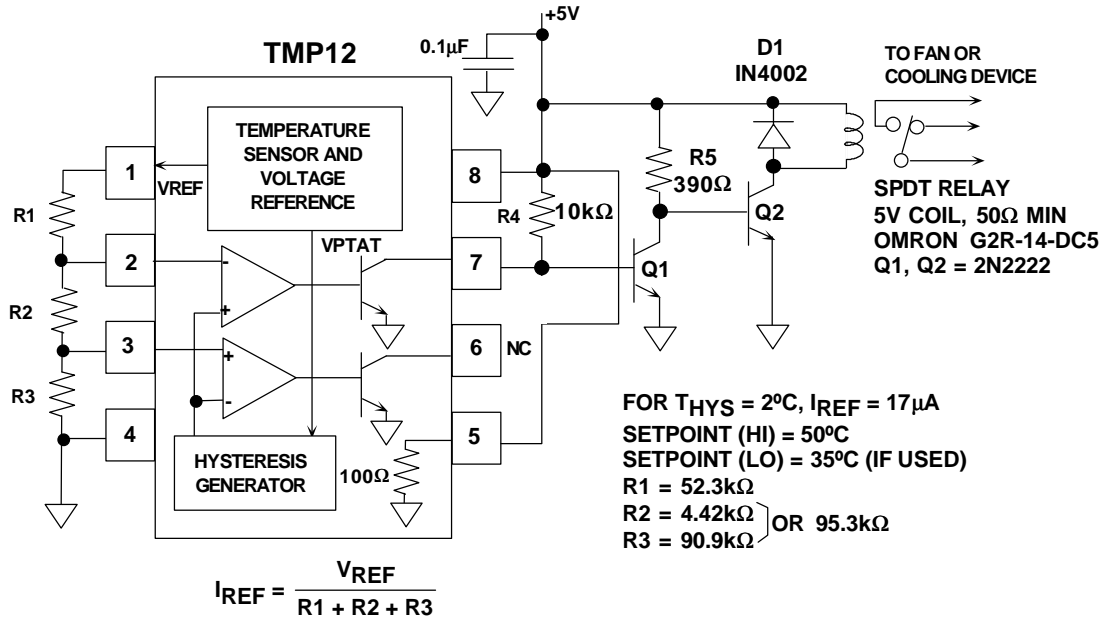 +5V
0.1µF
TMP12
D1
IN4002
TO FAN OR
COOLING DEVICE
TEMPERATURE
SENSOR AND
VOLTAGE
REFERENCE
1
VREF
8
R5
390Ω
R1
R4
10kΩ
Q2
SPDT RELAY
5V COIL, 50Ω MIN
OMRON G2R-14-DC5
Q1, Q2 = 2N2222
VPTAT
2
-
7
Q1
R2
+
3
+
6
NC
-
R3
4
5
HYSTERESIS
GENERATOR
100Ω
FOR THYS = 2ºC, IREF = 17µA
SETPOINT (HI) = 50ºC
SETPOINT (LO) = 35ºC (IF USED)
R1 = 52.3kΩ
R2 = 4.42kΩ
OR 95.3kΩ
R3 = 90.9kΩ
IREF = VREF
R1 + R2 + R3